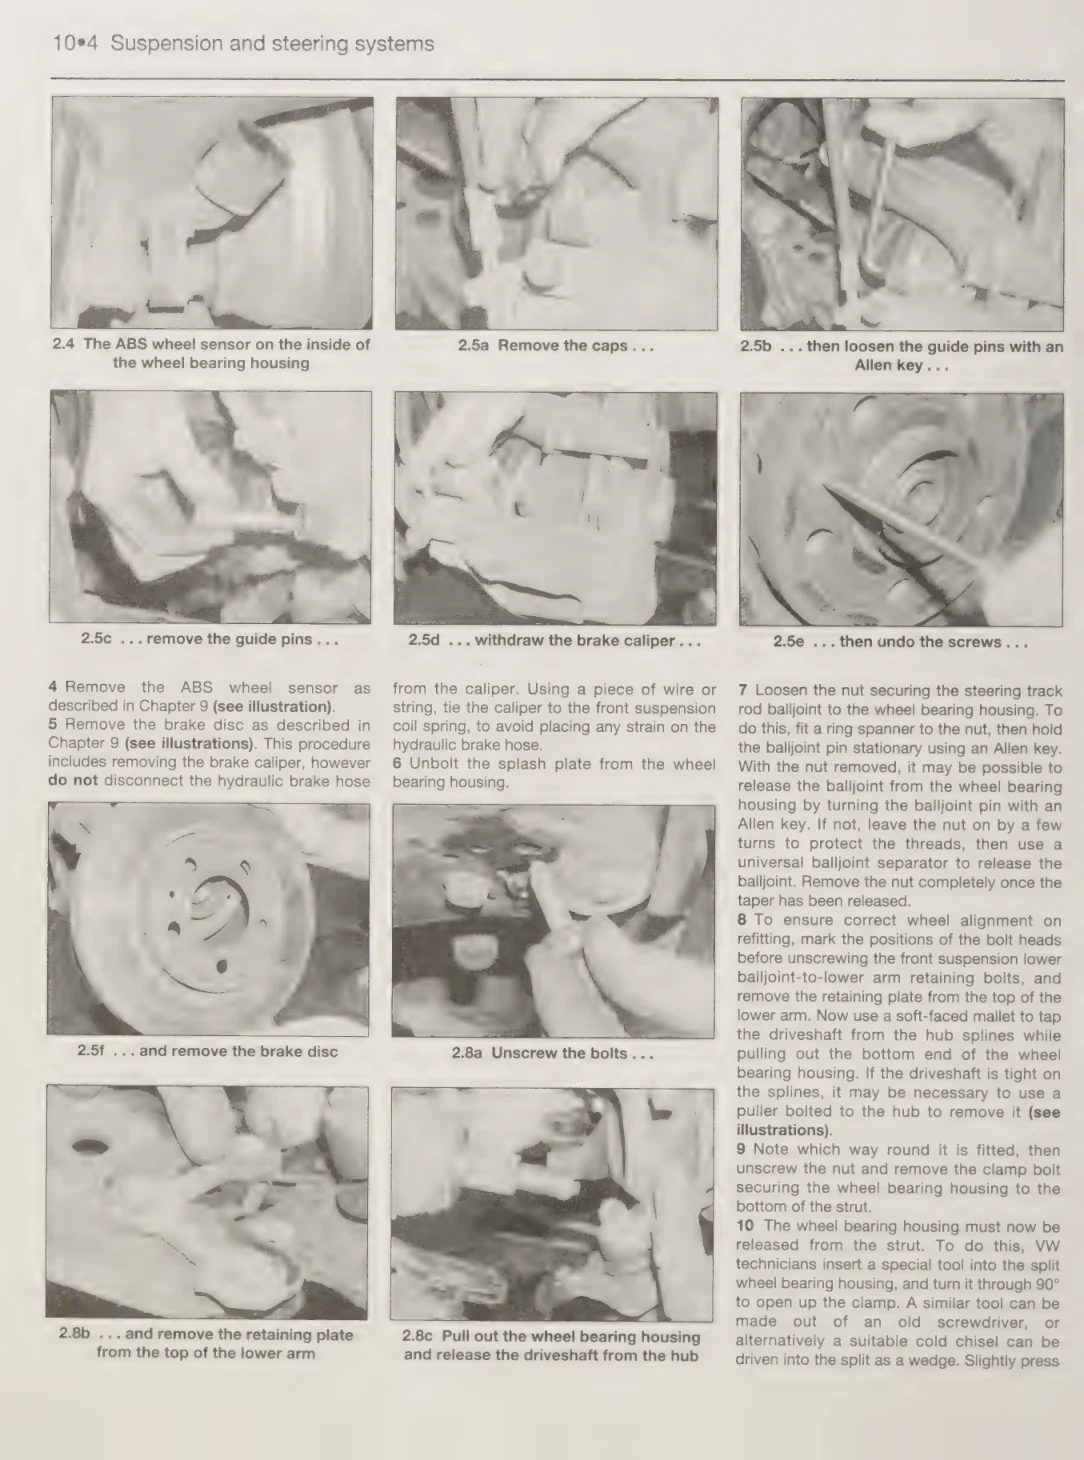 10•4 Suspension and steering systems
2.4 The ABS wheel sensor on the inside of
the wheel bearing housing
2.5a Remove the caps . . .
2.5b . . . then loosen the guide pins with an
Allen key . . .
2.5c . . . remove the guide pins . . .
2.5d . . . withdraw the brake caliper . . .
2.5e . . . then undo the screws . . .
4 Remove the ABS wheel sensor as
described in Chapter 9 (see illustration).
5 Remove the brake disc as described in
Chapter 9 (see illustrations). This procedure
includes removing the brake caliper, however
do not disconnect the hydraulic brake hose
from the caliper. Using a piece of wire or
string, tie the caliper to the front suspension
coil spring, to avoid placing any strain on the
hydraulic brake hose.
6 Unbolt the splash plate from the wheel
bearing housing.
2.5f . . . and remove the brake disc
2.8a Unscrew the bolts . . .
2.8b . . . and remove the retaining plate
from the top of the lower arm
2.8c Pull out the wheel bearing housing
and release the driveshaft from the hub
7 Loosen the nut securing the steering track
rod balljoint to the wheel bearing housing. To
do this, fit a ring spanner to the nut, then hold
the balljoint pin stationary using an Allen key.
With the nut removed, it may be possible to
release the balljoint from the wheel bearing
housing by turning the balljoint pin with an
Allen key. If not, leave the nut on by a few
turns to protect the threads, then use a
universal balljoint separator to release the
balljoint. Remove the nut completely once the
taper has been released.
8 To ensure correct wheel alignment on
refitting, mark the positions of the bolt heads
before unscrewing the front suspension lower
balljoint-to-lower arm retaining bolts, and
remove the retaining plate from the top of the
lower arm. Now use a soft-faced mallet to tap
the driveshaft from the hub splines while
pulling out the bottom end of the wheel
bearing housing. If the driveshaft is tight on
the splines, it may be necessary to use a
puller bolted to the hub to remove it (see
illustrations).
9 Note which way round it is fitted, then
unscrew the nut and remove the clamp bolt
securing the wheel bearing housing to the
bottom of the strut.
10 The wheel bearing housing must now be
released from the strut. To do this, VW
technicians insert a special tool into the split
wheel bearing housing, and turn it through 90°
to open up the clamp. A similar tool can be
made out of an old screwdriver, or
alternatively a suitable cold chisel can be
driven into the split as a wedge. Slightly press